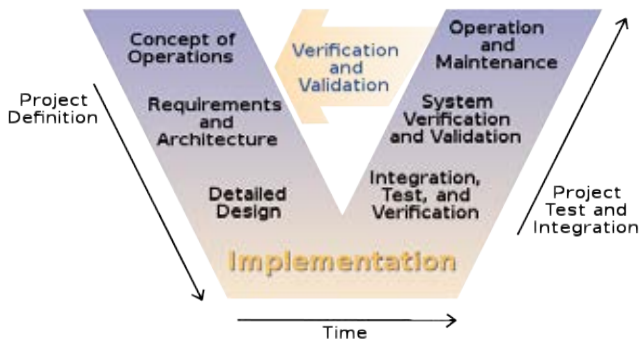 Concept of
Operations
Verification
and
Validation
Operation
and
Maintenance
Project
Definition
Requirements
and
Architecture
System
Verification
and Validation
Detailed
Design
Integration,
Test, and
Verification
Project
Test and
Integration
Implementation
Time